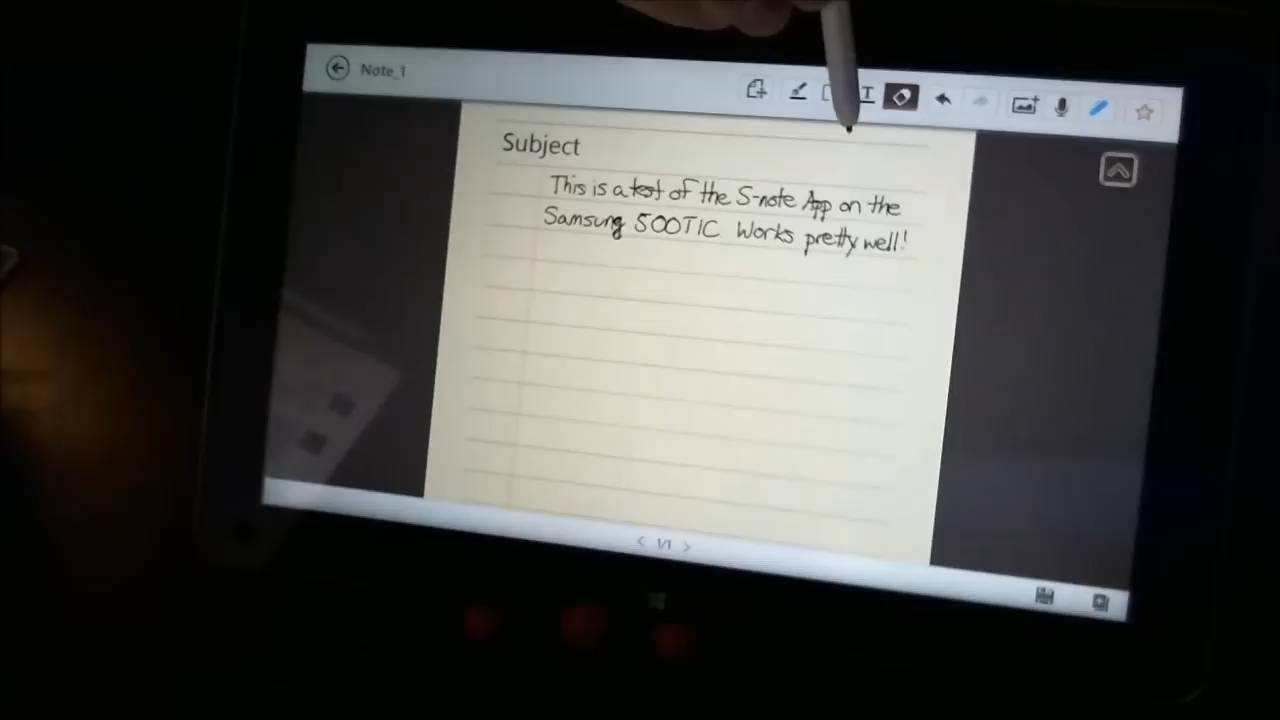 Note_1
T
Subject
This is a test of the S-note App on the
Samsung 500T1C Works pretty well!
< 1/1 >